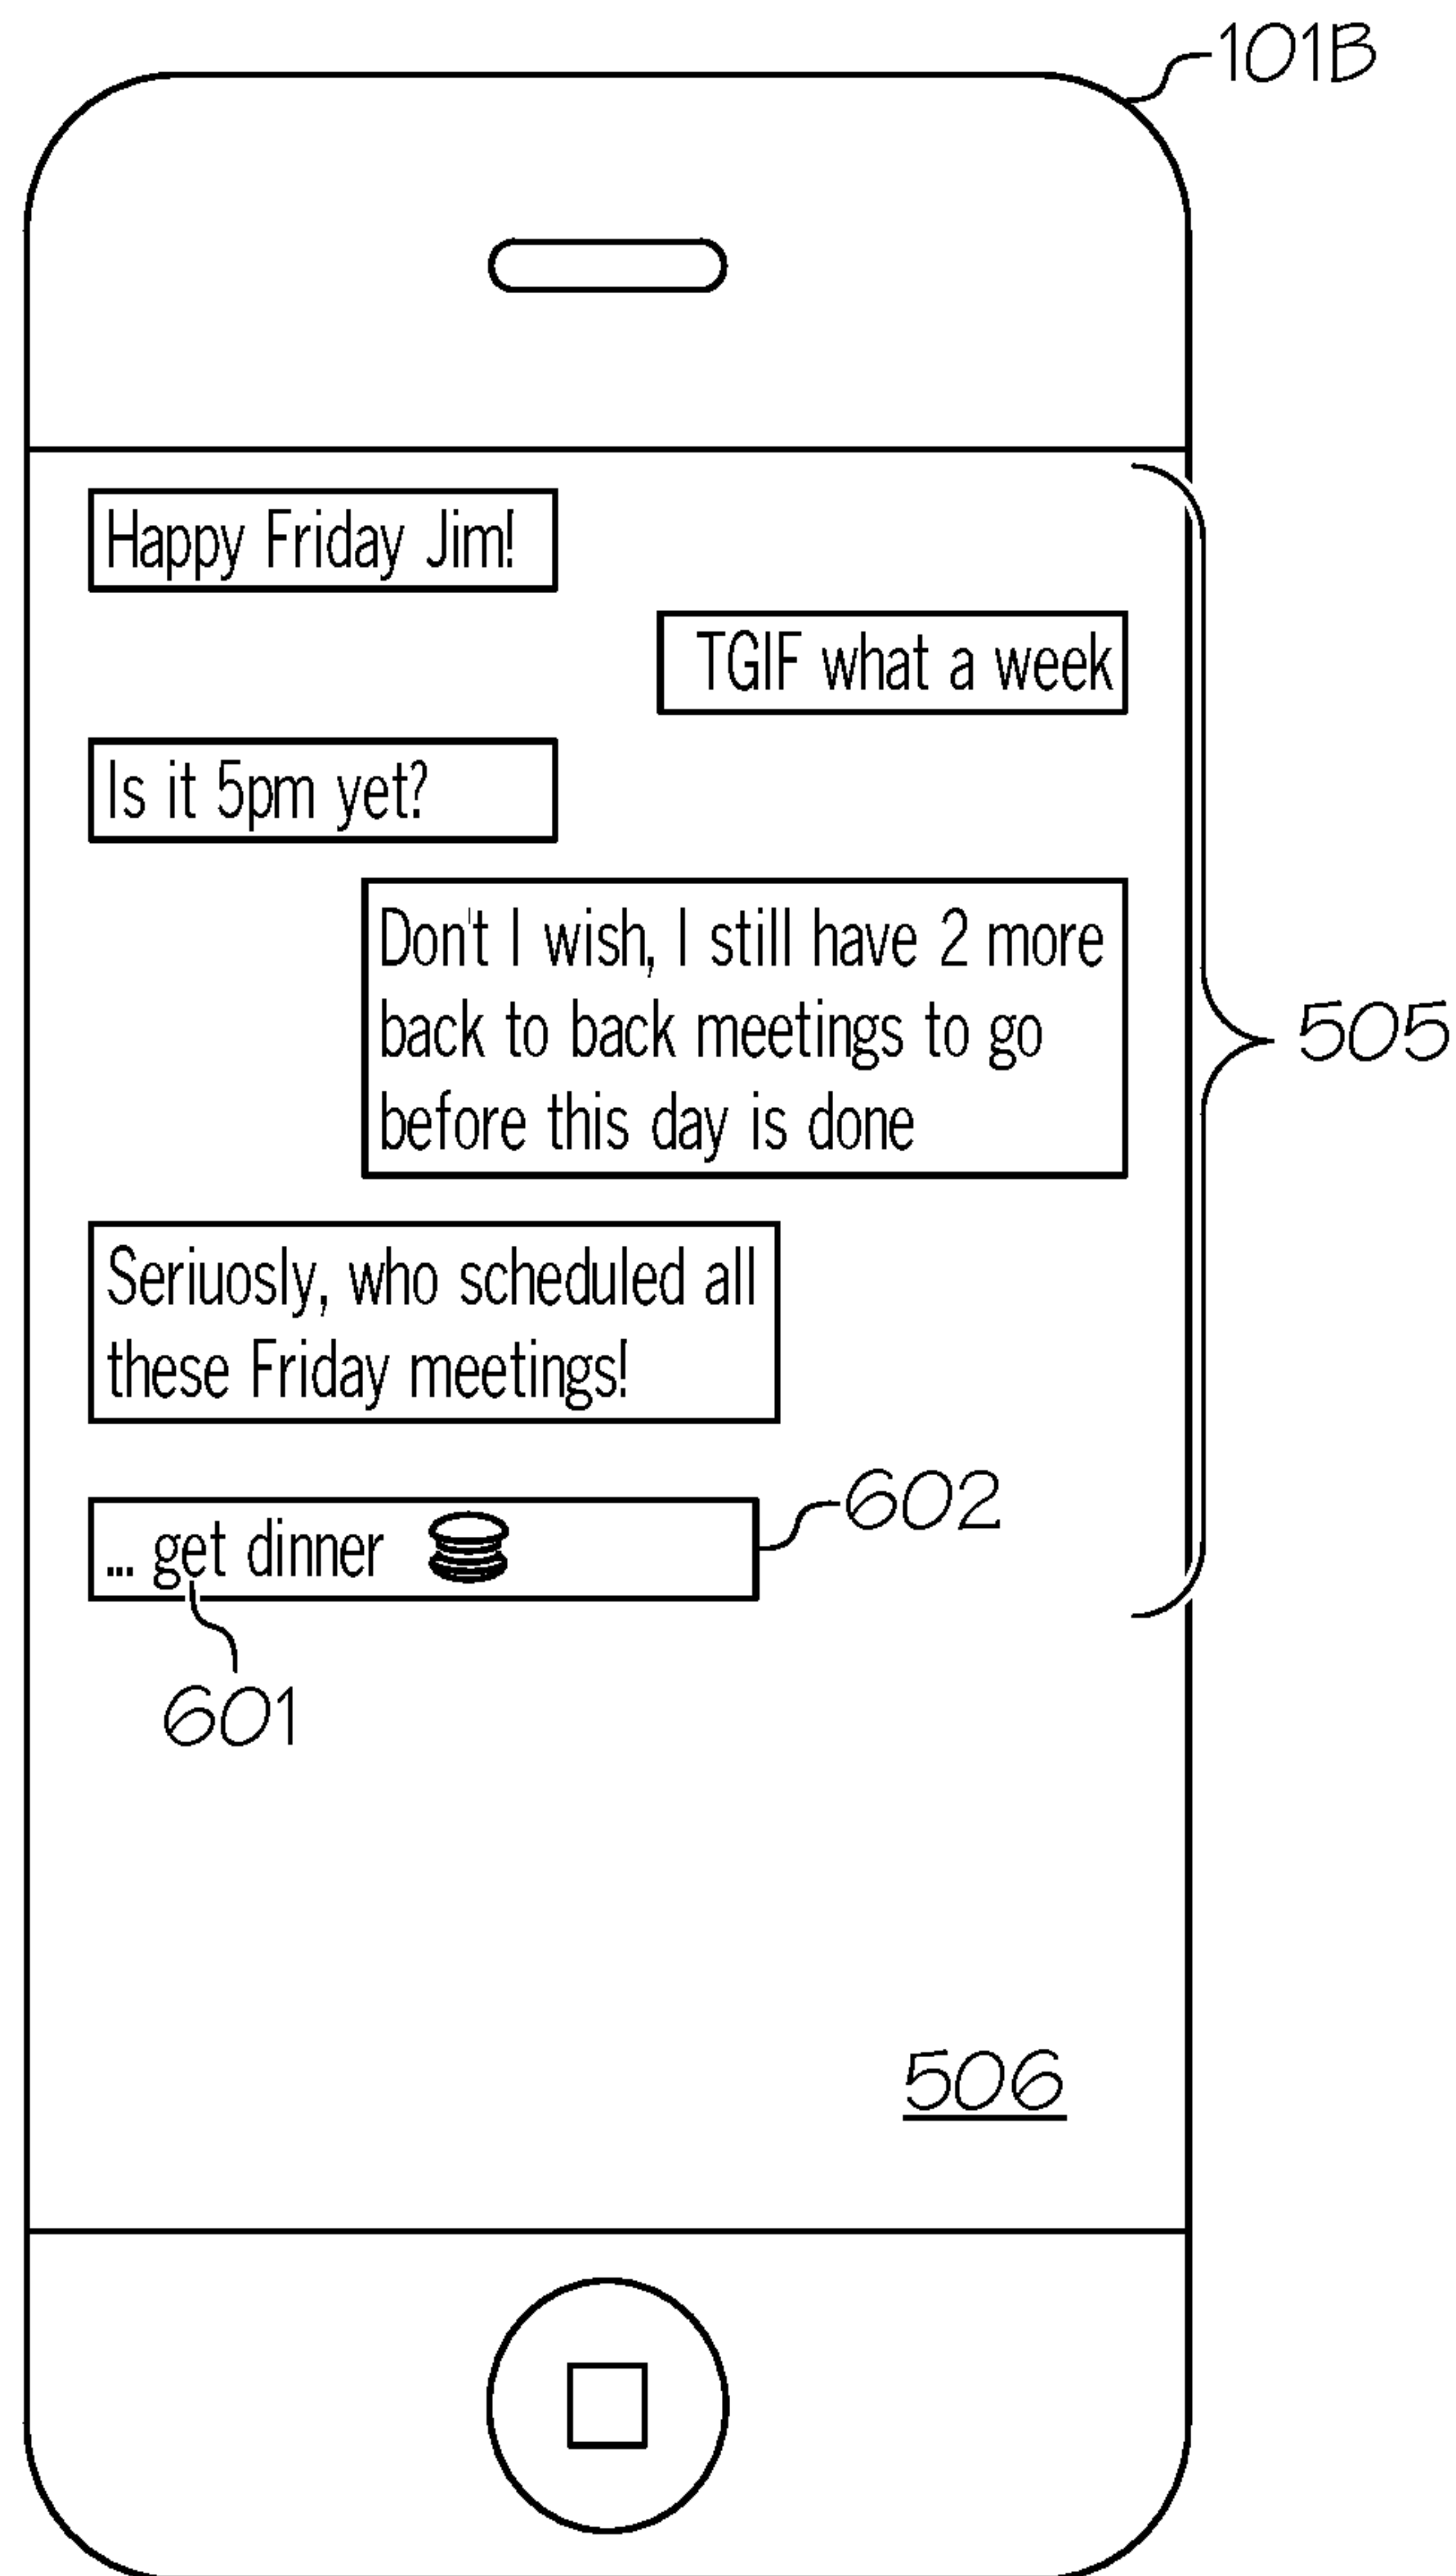 101B
Happy Friday Jim!
TGIF what a week
Is it 5pm yet?
Don't I wish, I still have 2 more
back to back meetings to go
before this day is done
505
Seriuosly, who scheduled all
these Friday meetings!
602
... get dinner
601
506